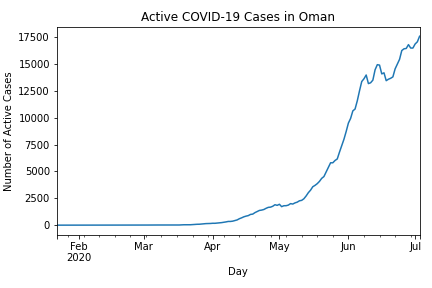 Active COVID-19 Cases in Oman
Number of Active Cases
17500
15000
12500
10000
7500
5000
2500
0
Feb Mar Apr May Jun Jul
2020
Day